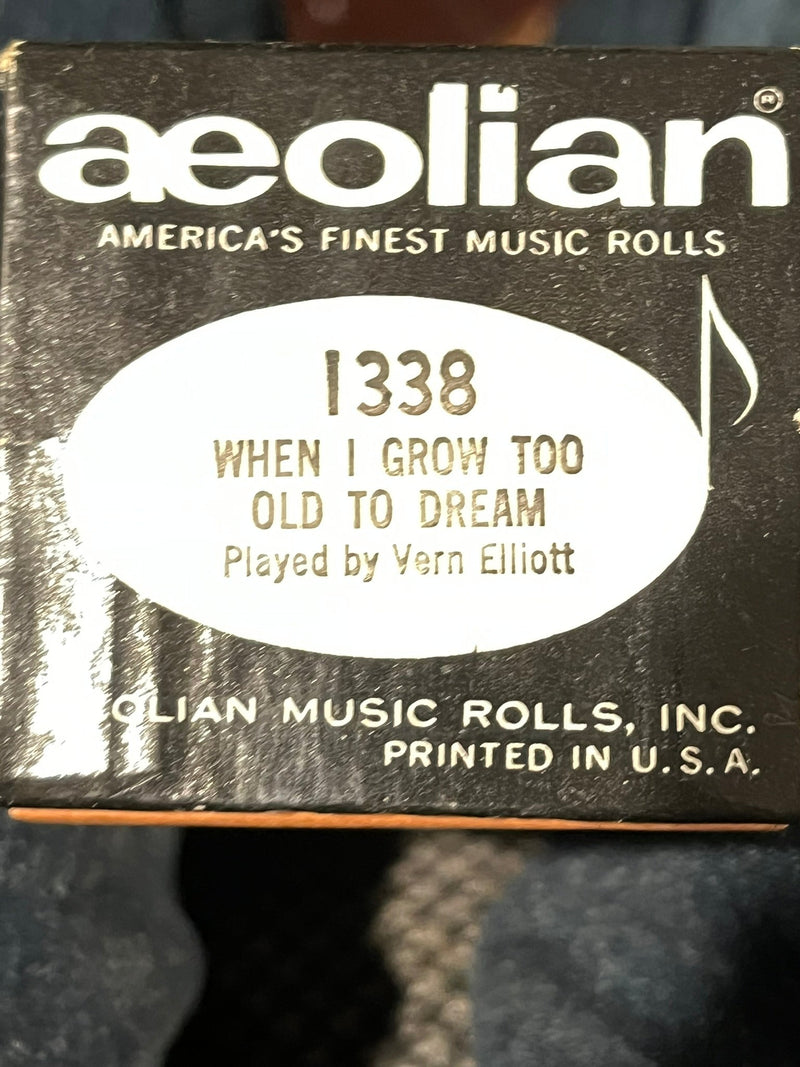 aeolian®
AMERICA'S FINEST MUSIC ROLLS
1338
WHEN I GROW TOO
OLD TO DREAM
Played by Vern Elliott
OLIAN MUSIC ROLLS, INC.
PRINTED IN U.S.A.